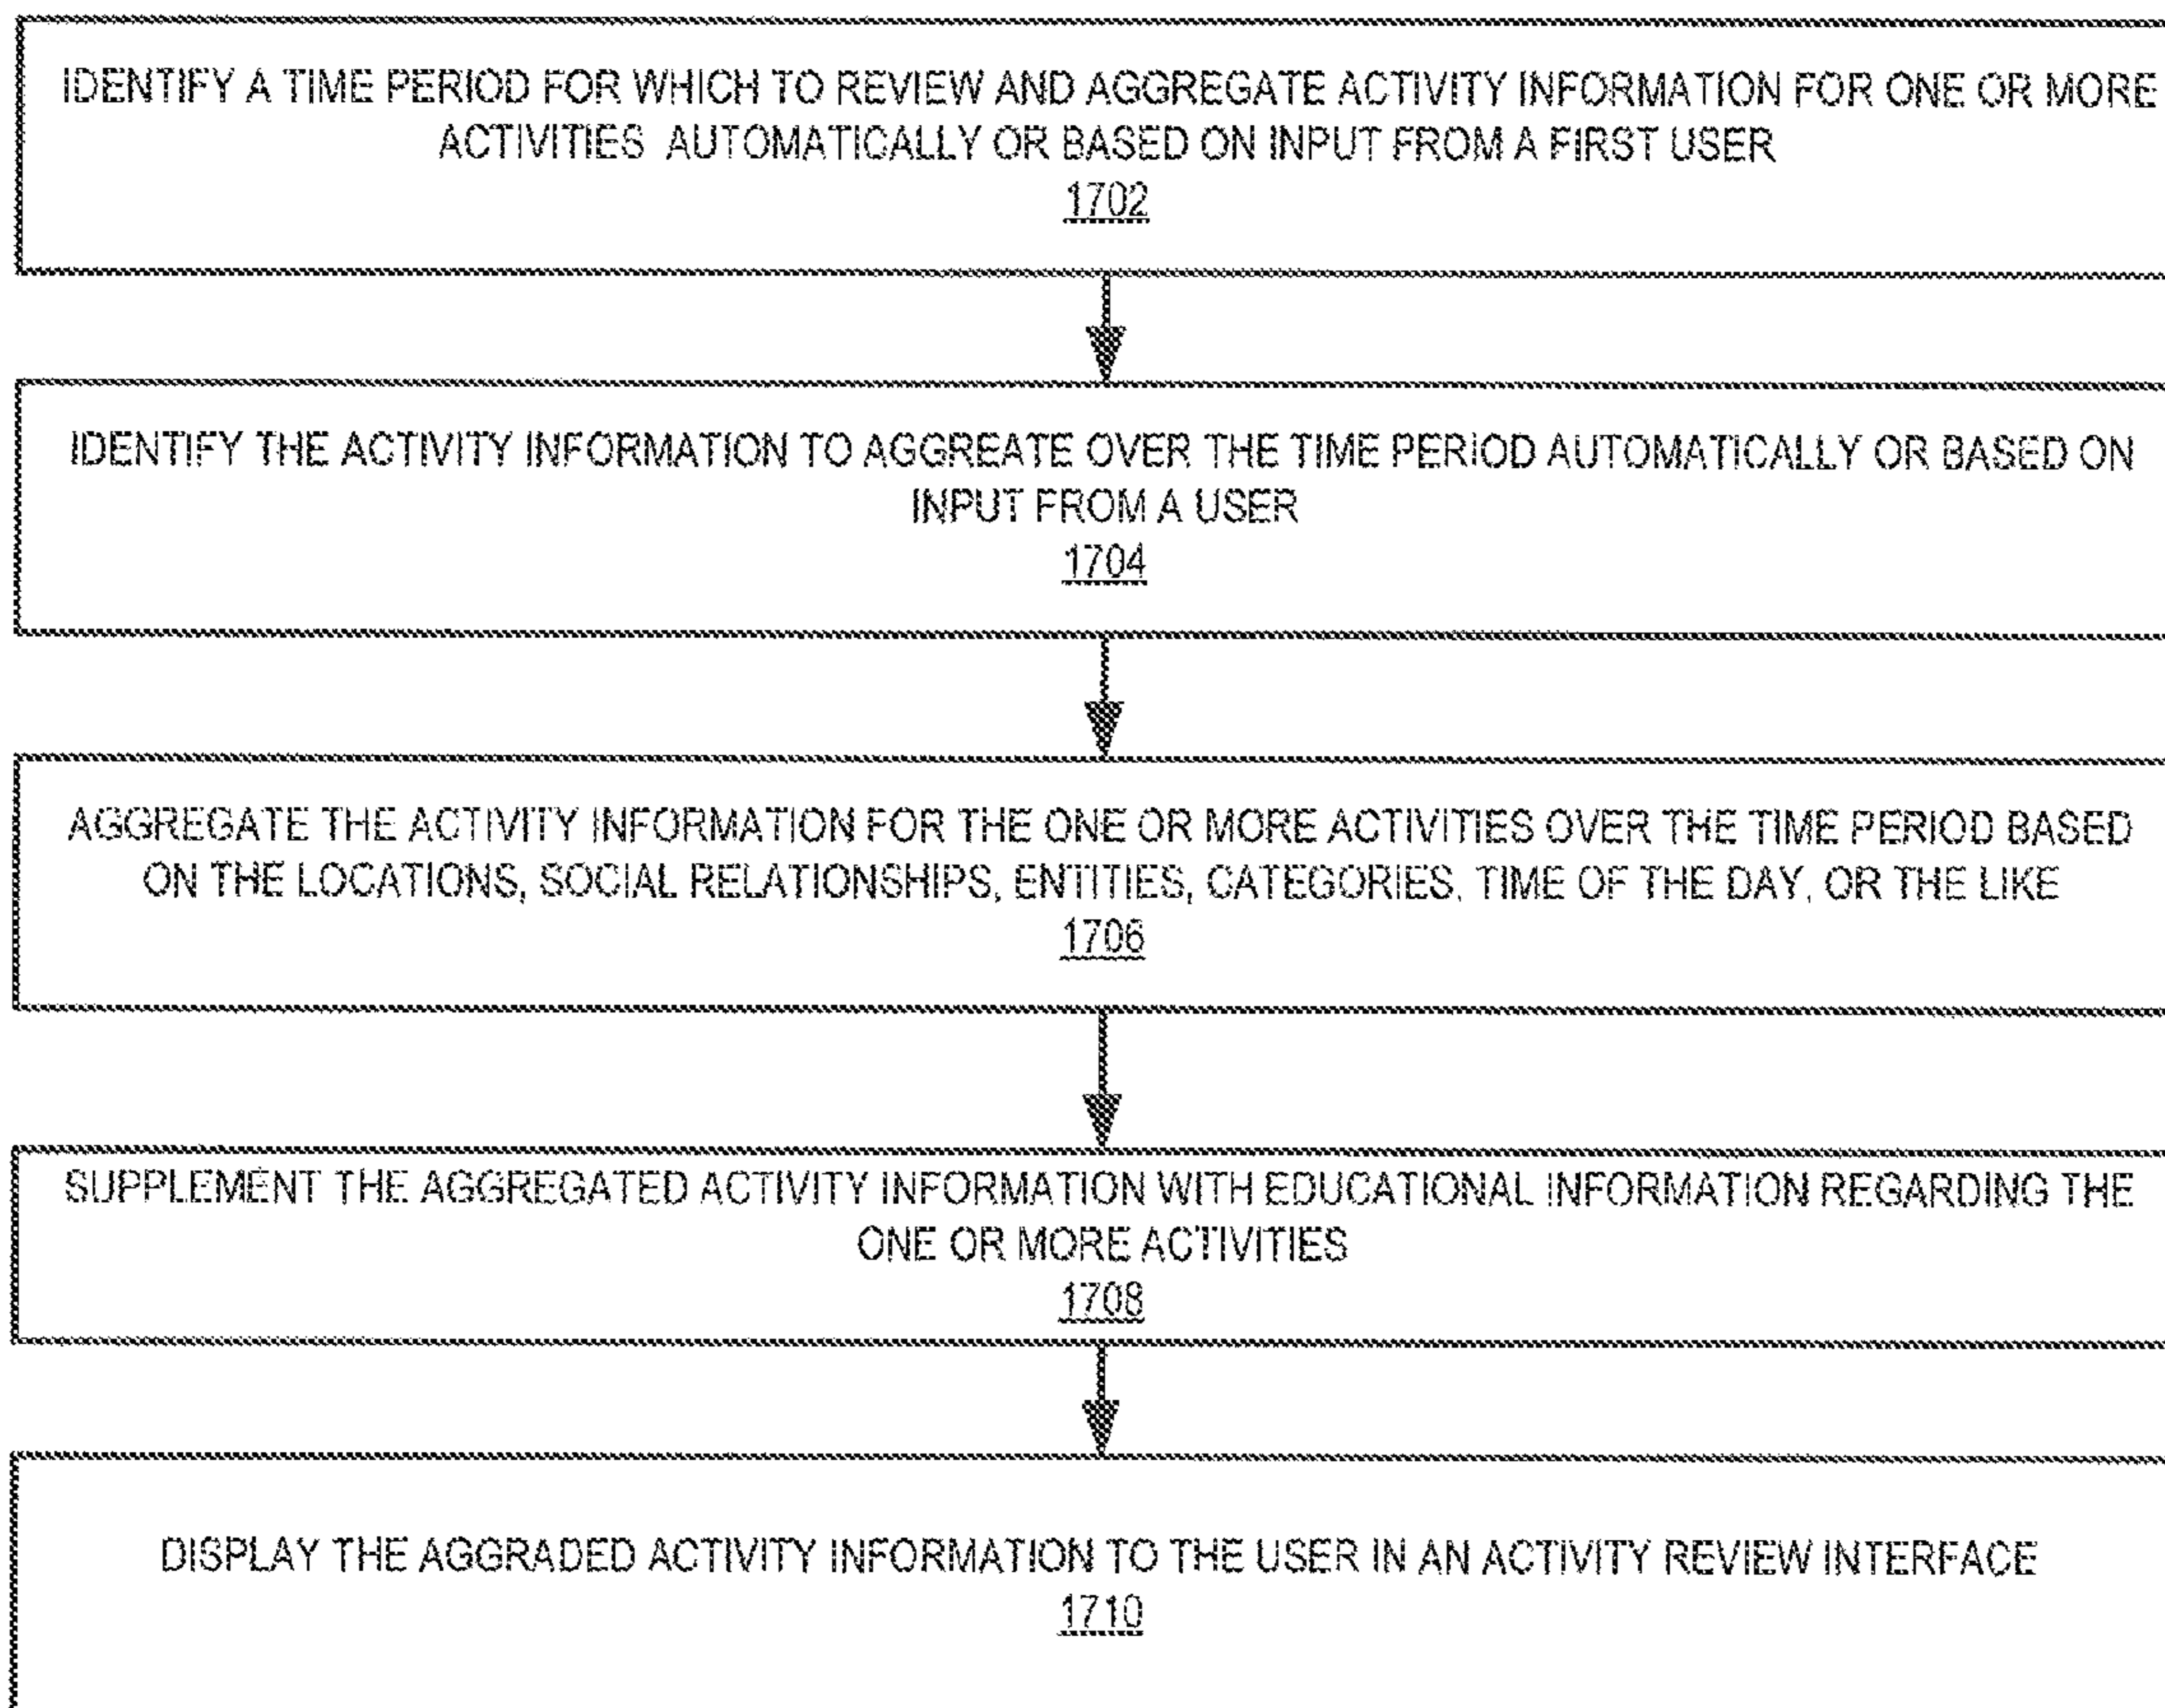 IDENTIFY A TIME PERIOD FOR WHICH TO REVIEW AND AGGREGATE ACTIVITY INFORMATION FOR ONE OR MORE
ACTIVITIES AUTOMATICALLY OR BASED ON INPUT FROM A FIRST USER
1702
IDENTIFY THE ACTIVITY INFORMATION TO AGGREATE OVER THE TIME PERIOD AUTOMATICALLY OR BASED ON
INPUT FROM A USER
1704
AGGREGATE THE ACTIVITY INFORMATION FOR THE ONE OR MORE ACTIVITIES OVER THE TIME PERIOD BASED
ON THE LOCATIONS, SOCIAL RELATIONSHIPS, ENTITIES, CATEGORIES, TIME OF THE DAY, OR THE LIKE
1706
SUPPLEMENT THE AGGREGATED ACTIVITY INFORMATION WITH EDUCATIONAL INFORMATION REGARDING THE
ONE OR MORE ACTIVITIES
1708
DISPLAY THE AGGRADED ACTIVITY INFORMATION TO THE USER IN AN ACTIVITY REVIEW INTERFACE
1710